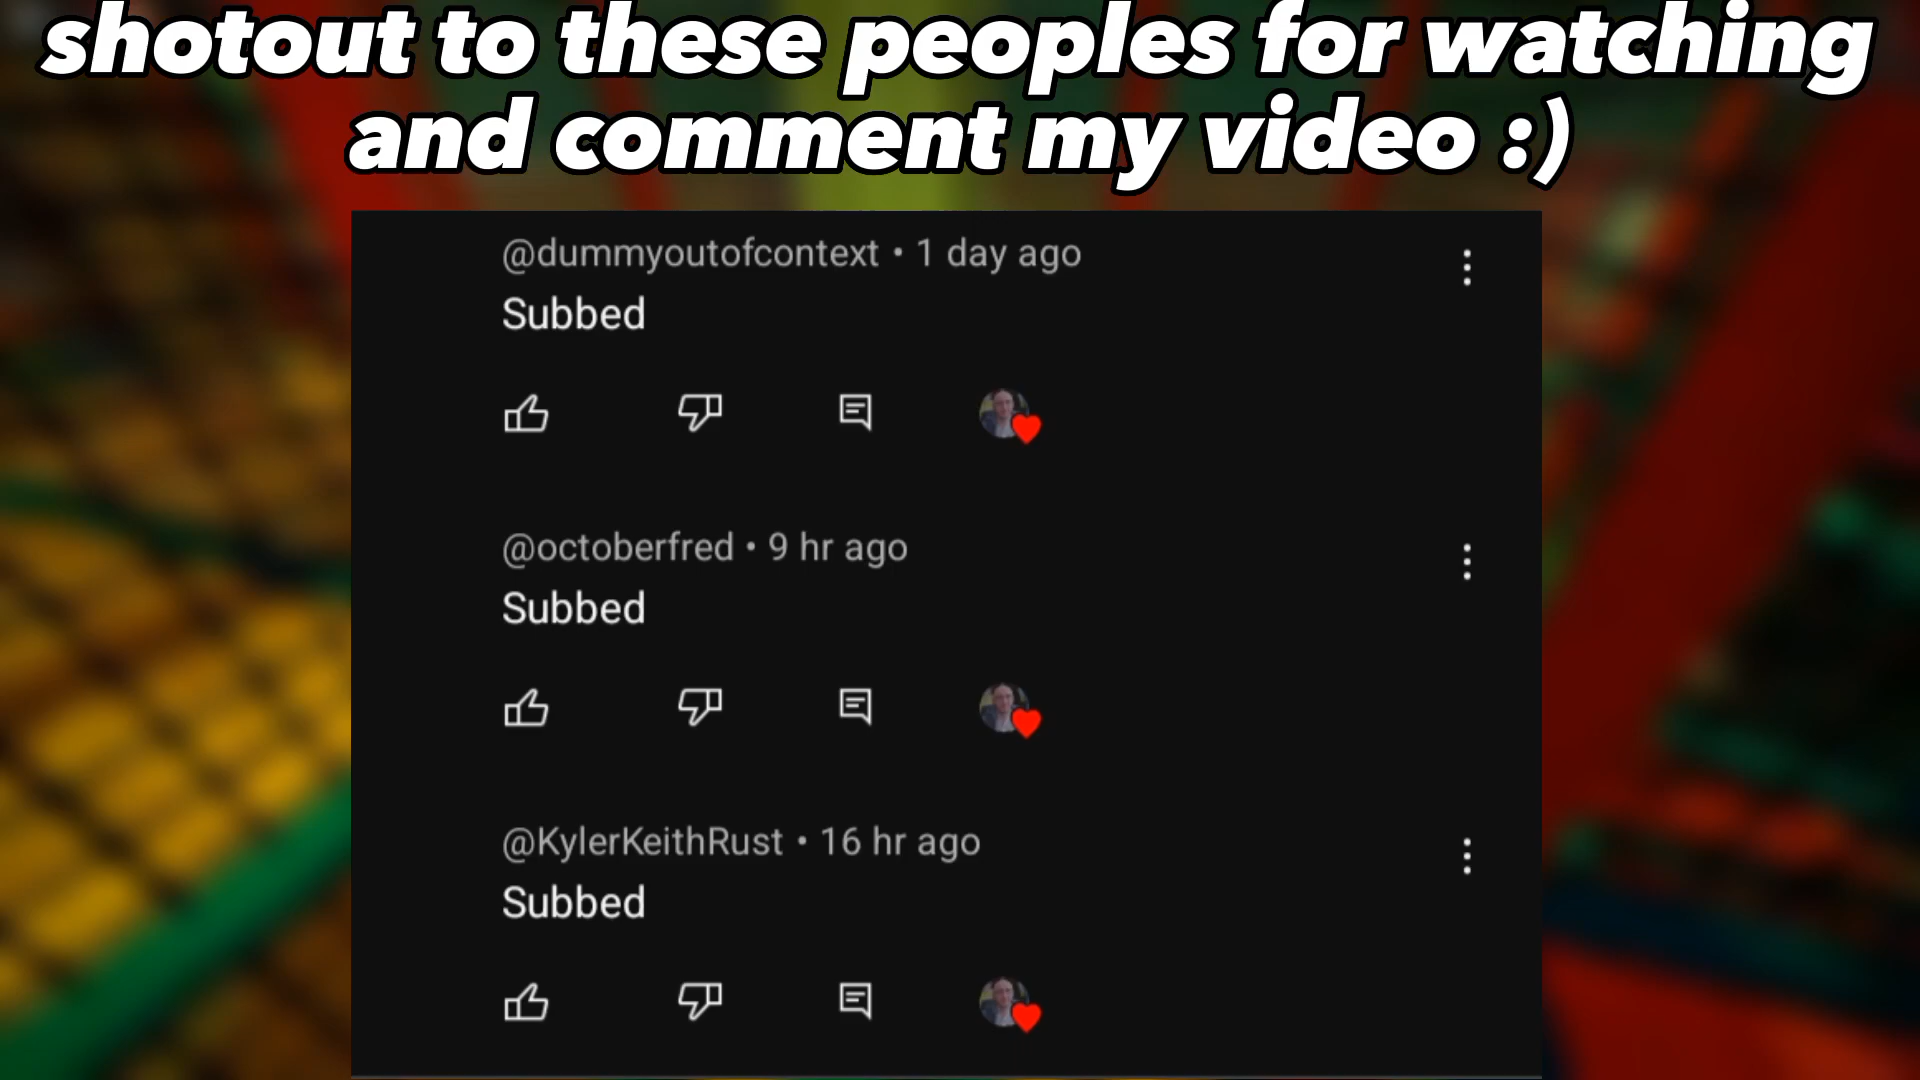 shotout to these peoples for watching
and comment my video :)
@dummyoutofcontext • 1 day ago
Subbed
@octoberfred • 9 hr ago
Subbed
@KylerKeithRust • 16 hr ago
Subbed